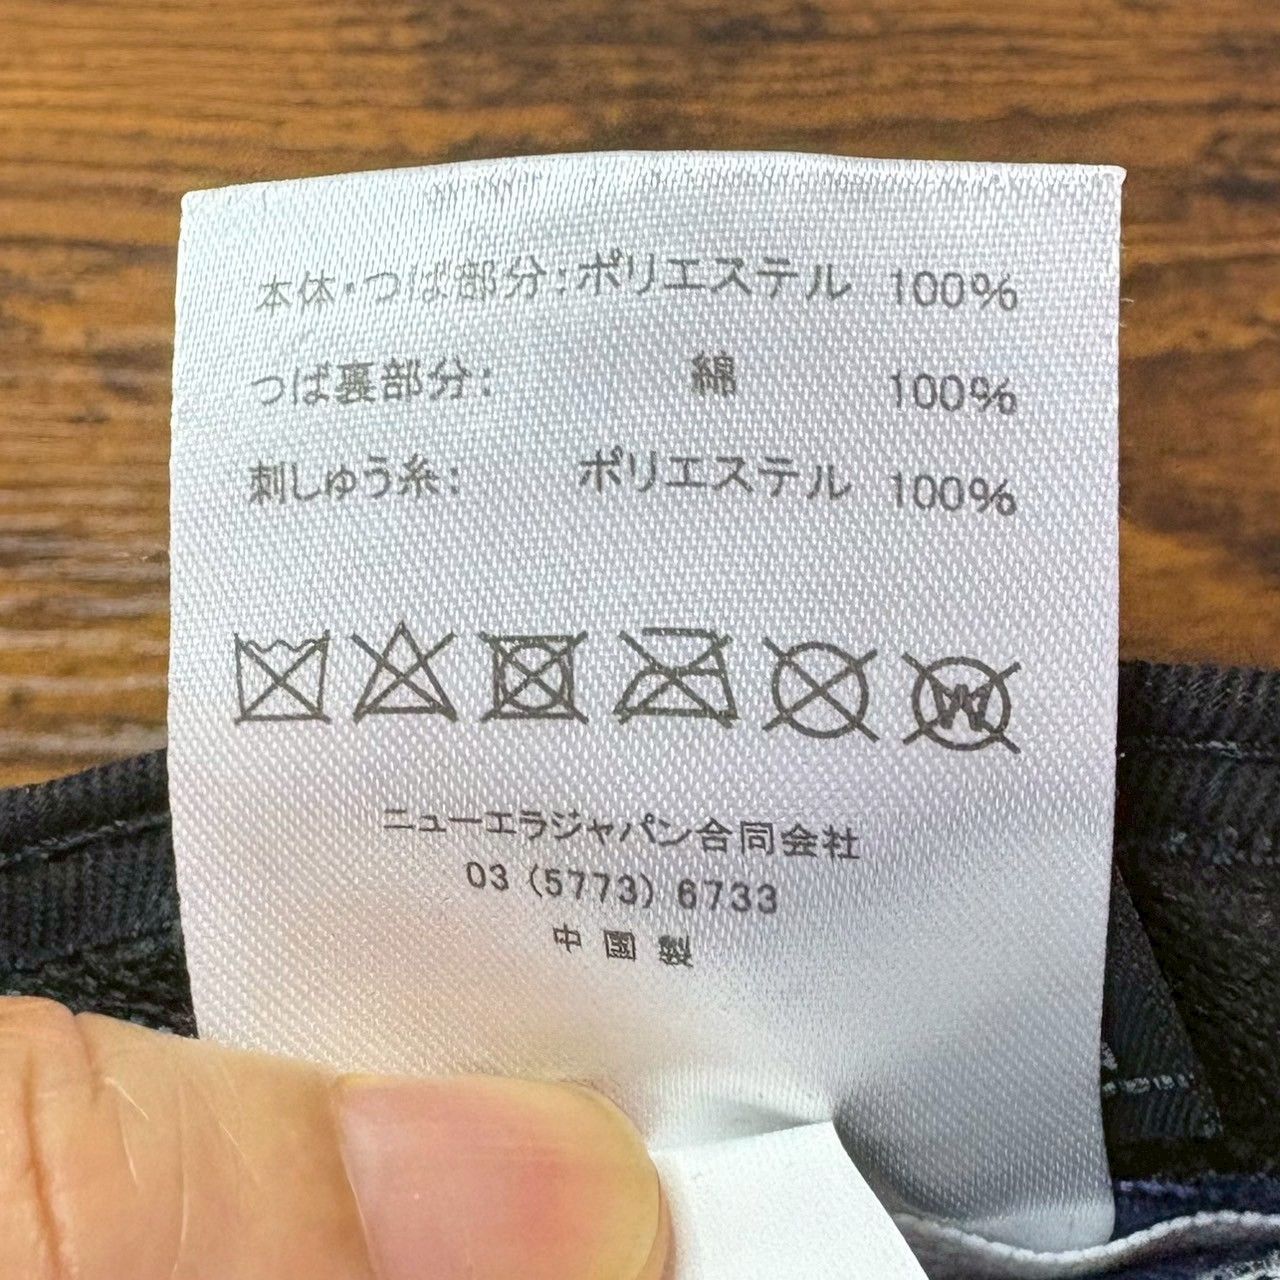 本体・つば部分:ポリエステル 100%
つば裏部分: 綿 100%
刺しゅう糸: ポリエステル 100%
ニューエラジャパン合同会社
03 (5773) 6733
中國製